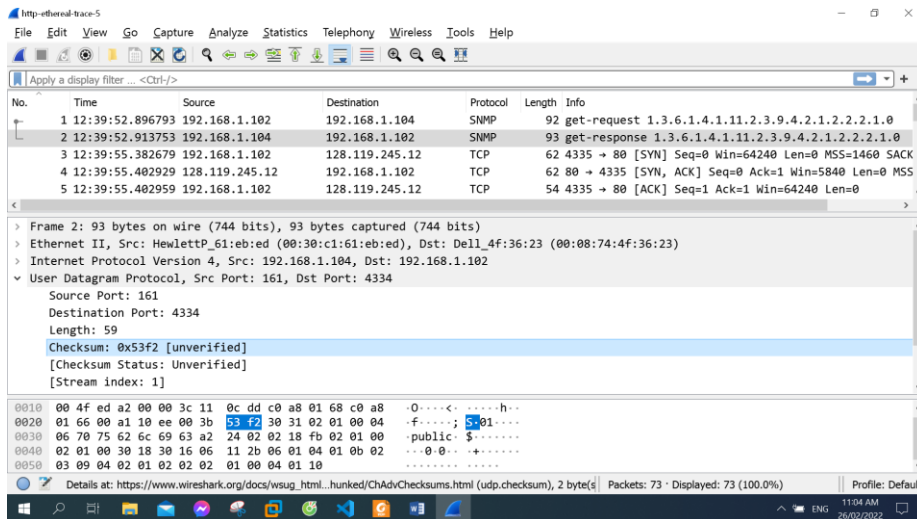 http-ethereal-trace-5
File Edit View Go Capture Analyze Statistics Telephony Wireless Tools Help
Apply a display filter ... <Ctrl-/>
No. Time Source Destination Protocol Length Info
1 12:39:52.896793 192.168.1.102 192.168.1.104 SNMP 92 get-request 1.3.6.1.4.1.11.2.3.9.4.2.1.2.2.2.1.0
2 12:39:52.913753 192.168.1.104 192.168.1.102 SNMP 93 get-response 1.3.6.1.4.1.11.2.3.9.4.2.1.2.2.2.1.0
3 12:39:55.382679 192.168.1.102 128.119.245.12 TCP 62 4335 → 80 [SYN] Seq=0 Win=64240 Len=0 MSS=1460 SACK
4 12:39:55.402929 128.119.245.12 192.168.1.102 TCP 62 80 → 4335 [SYN, ACK] Seq=0 Ack=1 Win=5840 Len=0 MSS
5 12:39:55.402959 192.168.1.102 128.119.245.12 TCP 54 4335 → 80 [ACK] Seq=1 Ack=1 Win=64240 Len=0
> Frame 2: 93 bytes on wire (744 bits), 93 bytes captured (744 bits)
> Ethernet II, Src: HewlettP_61:eb:ed (00:30:c1:61:eb:ed), Dst: Dell_4f:36:23 (00:08:74:4f:36:23)
> Internet Protocol Version 4, Src: 192.168.1.104, Dst: 192.168.1.102
User Datagram Protocol, Src Port: 161, Dst Port: 4334
Source Port: 161
Destination Port: 4334
Length: 59
Checksum: 0x53f2 [unverified]
[Checksum Status: Unverified]
[Stream index: 1]
0010 00 4f ed a2 00 00 3c 11 0c dd c0 a8 01 68 c0 a8 ·O····<· ·····h··
0020 01 66 00 a1 10 ee 00 3b 53 f2 30 31 02 01 00 04 ·f·····; S·01····
0030 06 70 75 62 6c 69 63 a2 24 02 02 18 fb 02 01 00 ·public· $·······
0040 02 01 00 30 18 30 16 06 11 2b 06 01 04 01 0b 02 ···0·0·· ·+······
0050 03 09 04 02 01 02 02 02 01 00 04 01 10 ········ ·····
Details at: https://www.wireshark.org/docs/wsug_html...hunked/ChAdvChecksums.html (udp.checksum), 2 byte(s Packets: 73 · Displayed: 73 (100.0%) Profile: Defaul
ENG 11:04 AM
26/02/2022